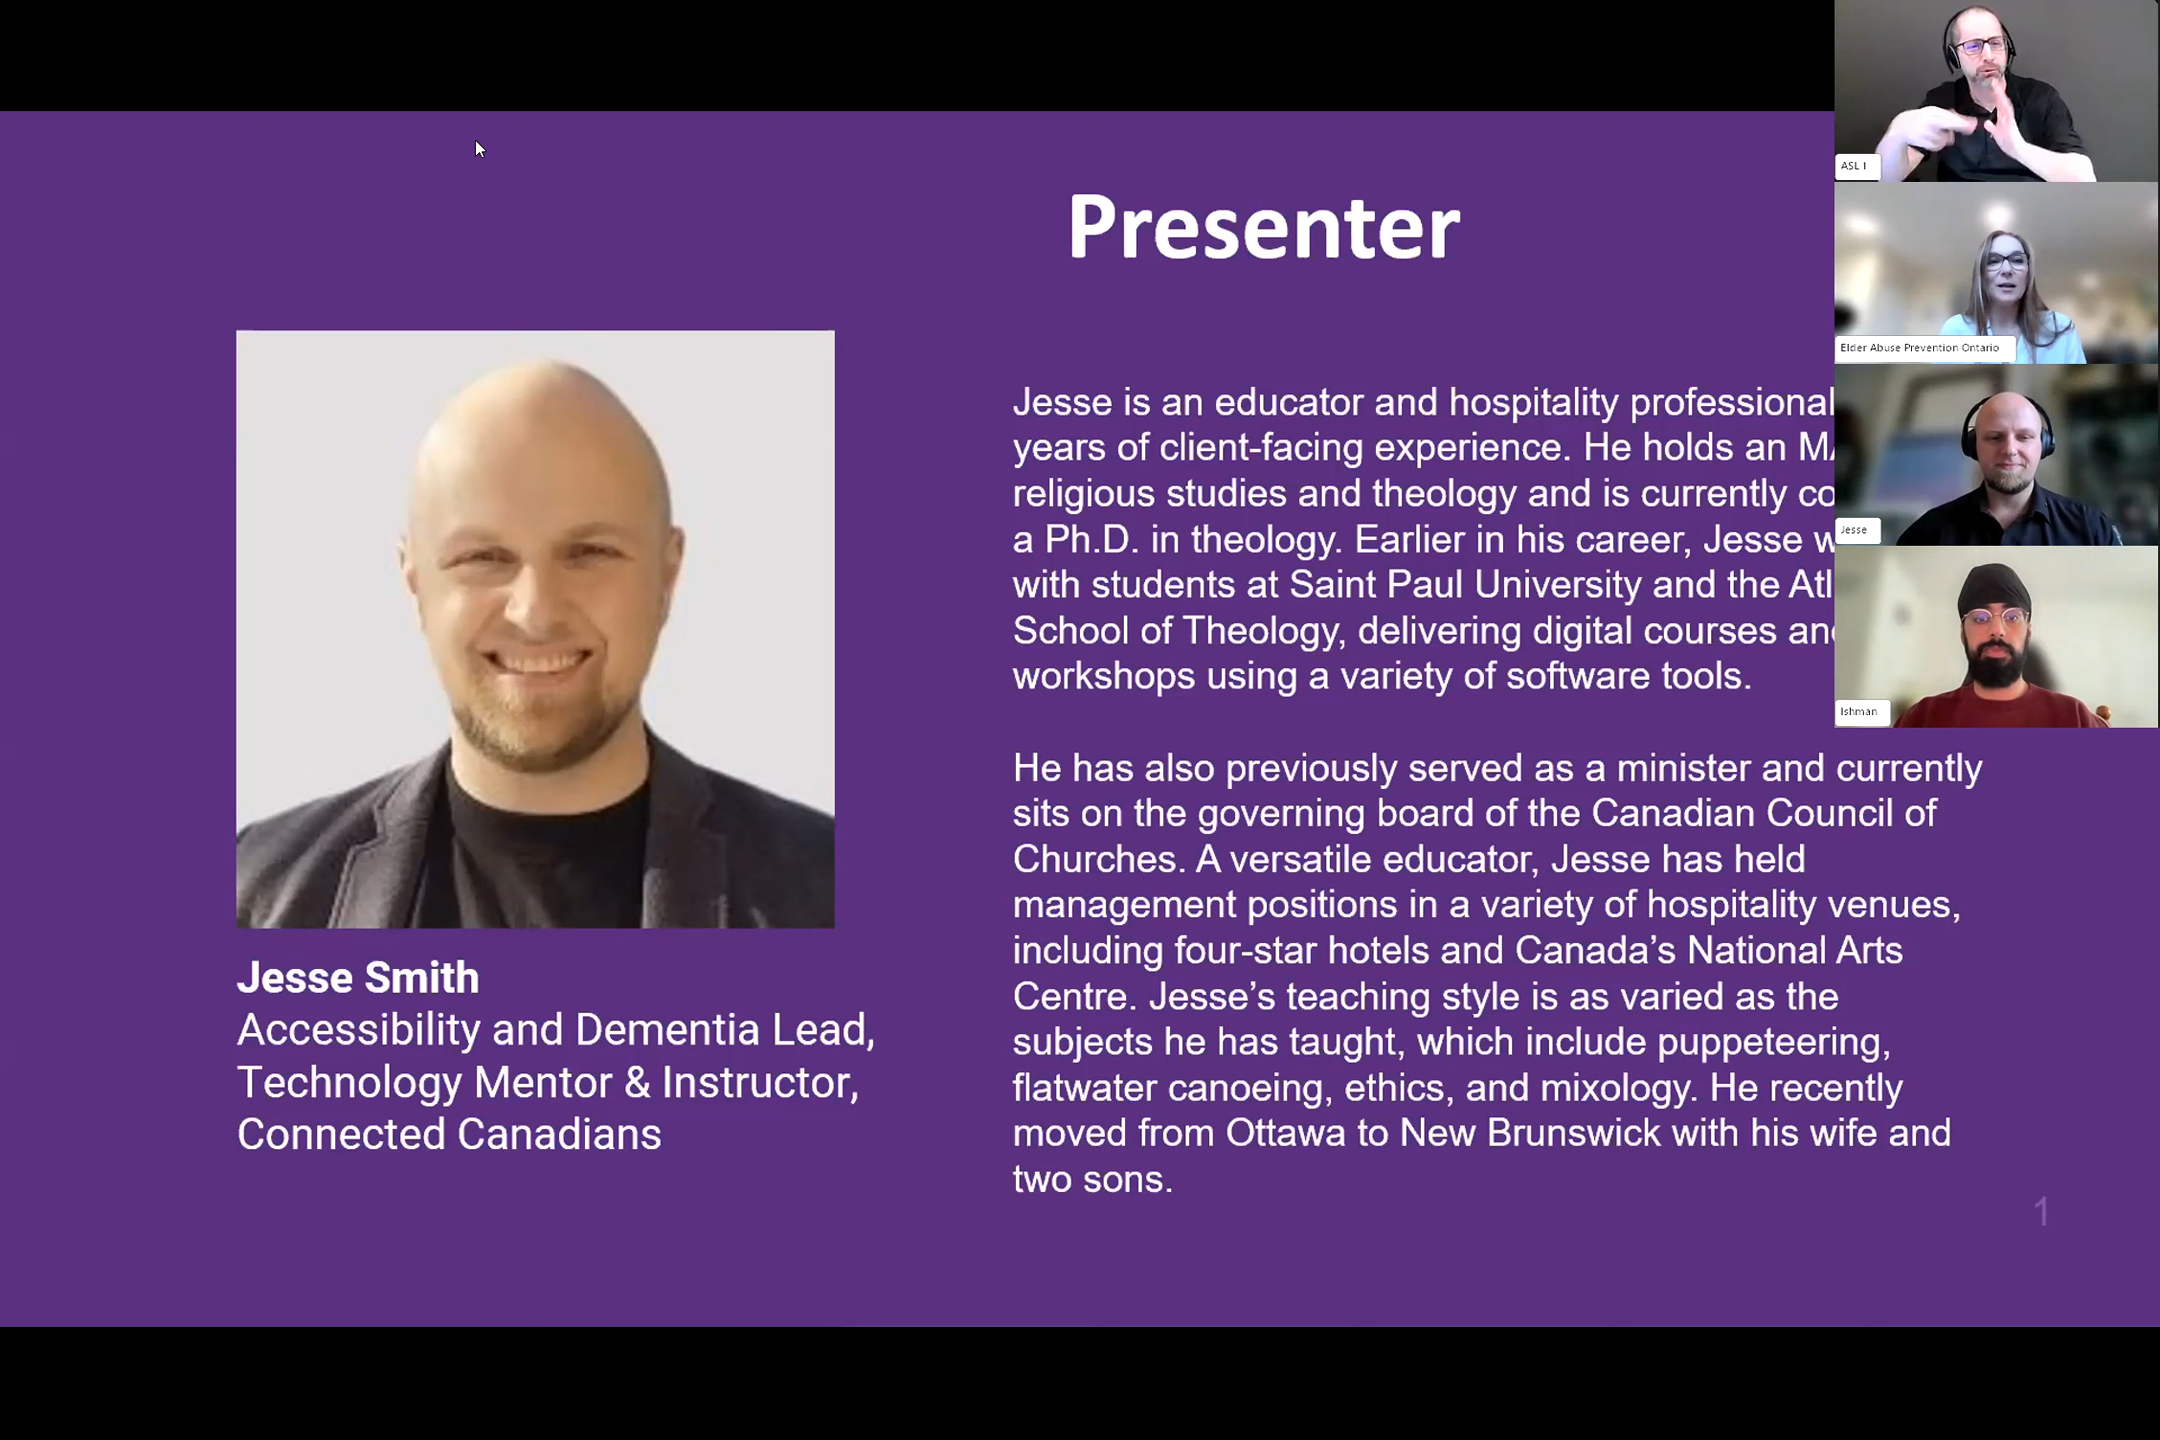 Presenter
Jesse is an educator and hospitality professional
years of client-facing experience. He holds an
religious studies and theology and is currently
a Ph.D. in theology. Earlier in his career, Jesse
with students at Saint Paul University and the
School of Theology, delivering digital courses
workshops using a variety of software tools.
He has also previously served as a minister and currently
sits on the governing board of the Canadian Council of
Churches. A versatile educator, Jesse has held
management positions in a variety of hospitality venues,
including four-star hotels and Canada’s National Arts
Centre. Jesse’s teaching style is as varied as the
subjects he has taught, which include puppeteering,
flatwater canoeing, ethics, and mixology. He recently
moved from Ottawa to New Brunswick with his wife and
two sons.
Jesse Smith
Accessibility and Dementia Lead,
Technology Mentor & Instructor,
Connected Canadians
1
ASL 1
Elder Abuse Prevention Ontario
Jesse
Ishman